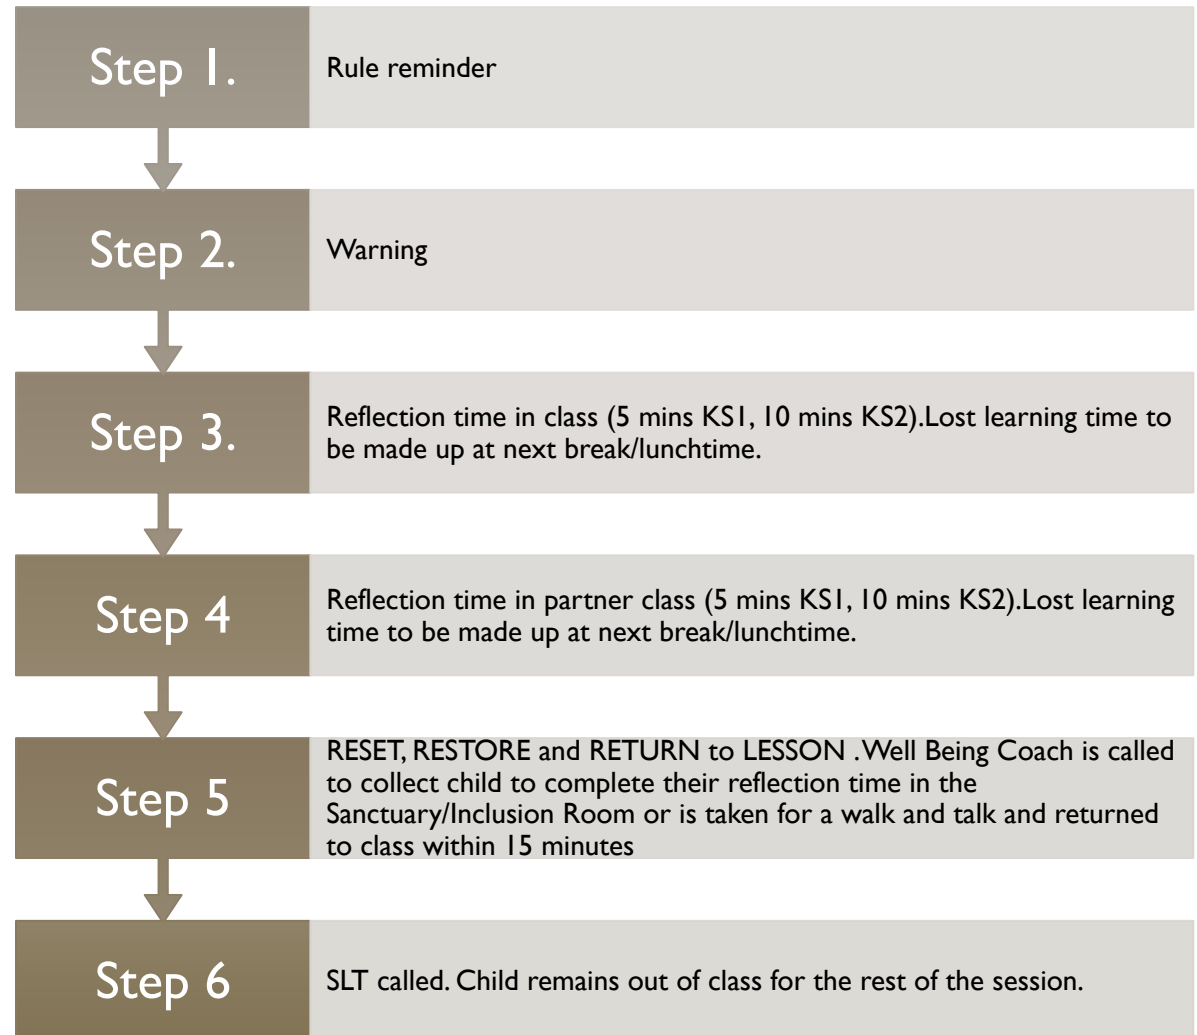 Step 1.
Rule reminder
Step 2.
Warning
Step 3.
Reflection time in class (5 mins KS1, 10 mins KS2).Lost learning time to
be made up at next break/lunchtime.
Step 4
Reflection time in partner class (5 mins KS1, 10 mins KS2).Lost learning
time to be made up at next break/lunchtime.
Step 5
RESET, RESTORE and RETURN to LESSON . Well Being Coach is called
to collect child to complete their reflection time in the
Sanctuary/Inclusion Room or is taken for a walk and talk and returned
to class within 15 minutes
Step 6
SLT called. Child remains out of class for the rest of the session.